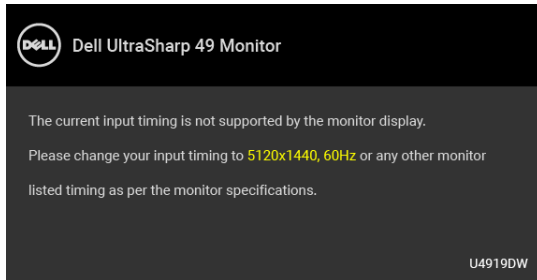 DELL Dell UltraSharp 49 Monitor
The current input timing is not supported by the monitor display.
Please change your input timing to 5120x1440, 60Hz or any other monitor
listed timing as per the monitor specifications.
U4919DW